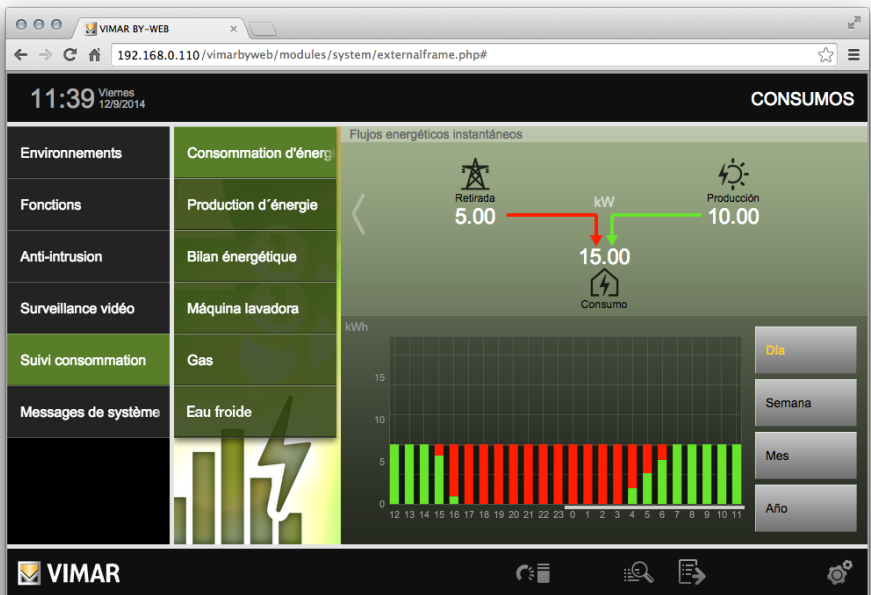 VIMAR BY-WEB
192.168.0.110/vimarbyweb/modules/system/externalframe.php#
11:39 Viernes
12/9/2014
CONSUMOS
Environnements
Fonctions
Anti-intrusion
Surveillance vidéo
Suivi consommation
Messages de système
Consommation d'énergi
Production d´énergie
Bilan énergétique
Máquina lavadora
Gas
Eau froide
Flujos energéticos instantáneos
Retirada
5.00
kW
Producción
10.00
15.00
Consumo
kWh
15
10
5
0
12 13 14 15 16 17 18 19 20 21 22 23 0 1 2 3 4 5 6 7 8 9 10 11
Día
Semana
Mes
Año
VIMAR